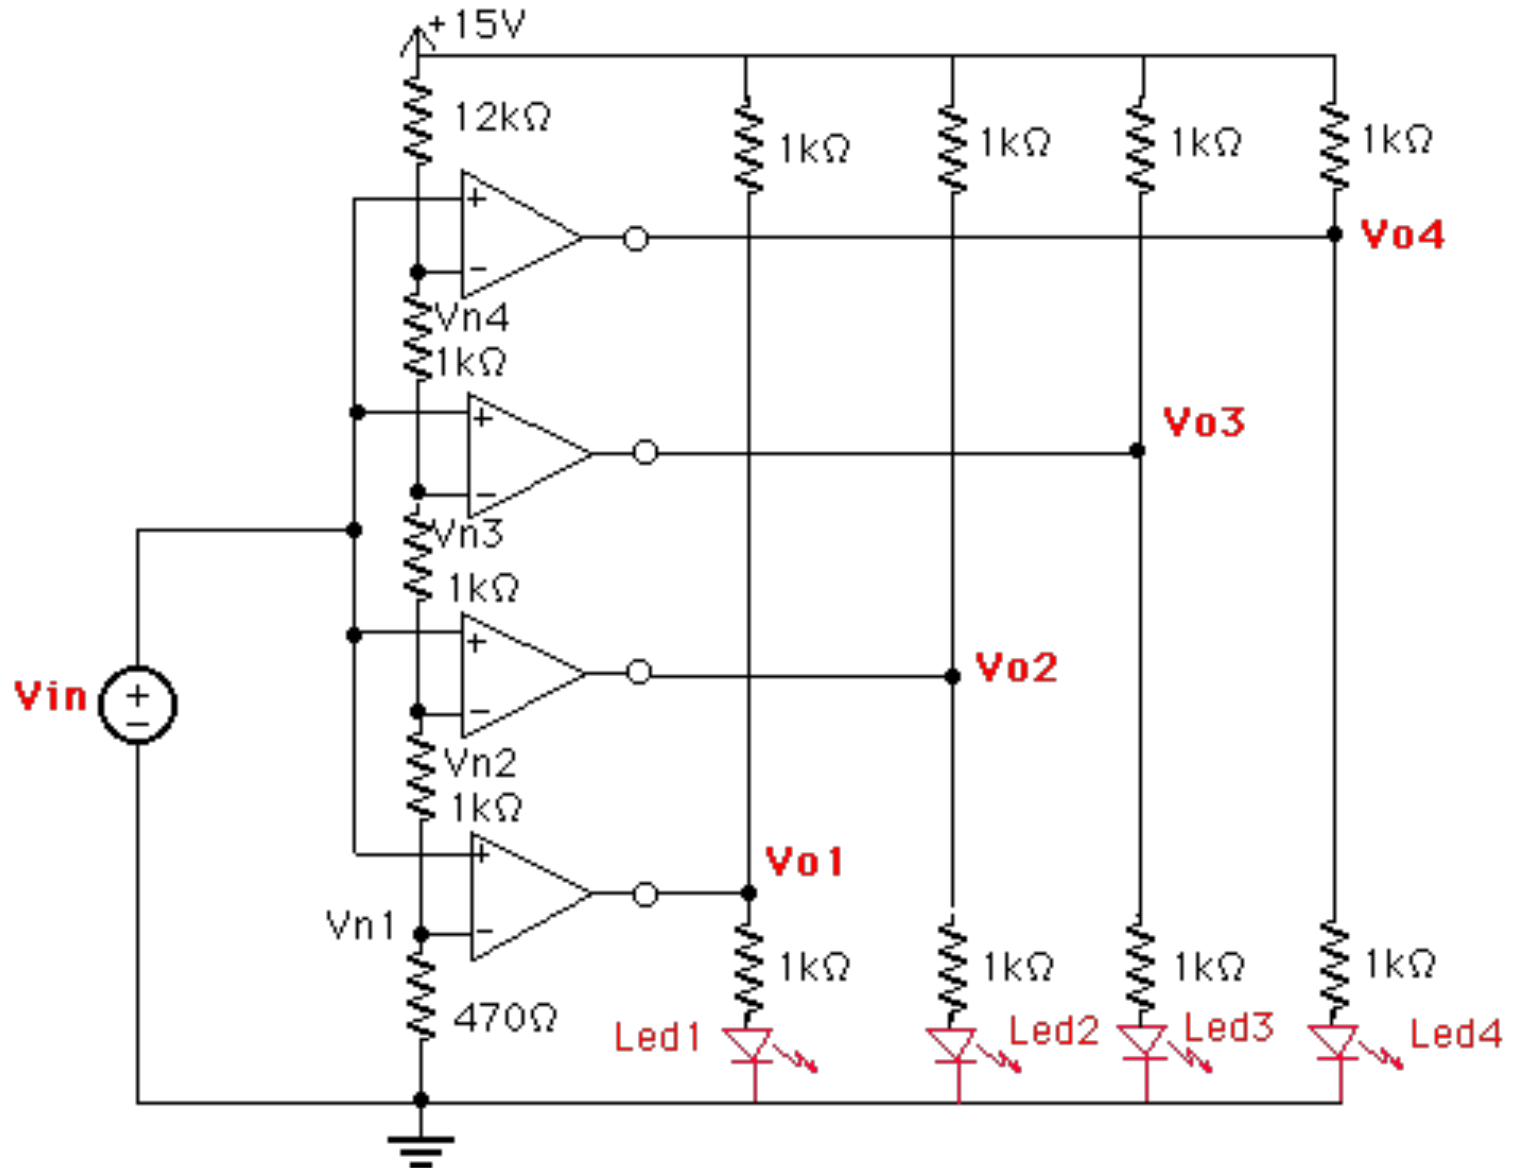 +15V
12kΩ
1kΩ
1kΩ
1kΩ
1kΩ
+
−
Vo4
Vn4
1kΩ
+
−
Vo3
Vn3
1kΩ
+
−
Vo2
Vin
+
−
Vn2
1kΩ
+
−
Vo1
Vn1
470Ω
1kΩ
1kΩ
1kΩ
1kΩ
Led1
Led2
Led3
Led4